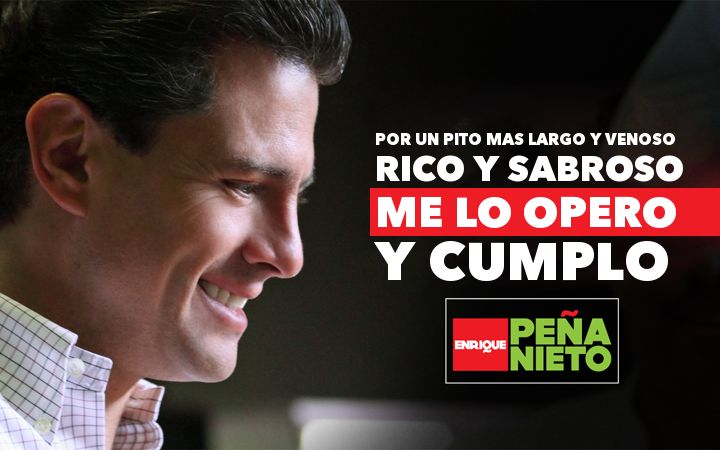 POR UN PITO MAS LARGO Y VENOSO
RICO Y SABROSO
ME LO OPERO
Y CUMPLO
ENRIQUE
PEÑA
NIETO